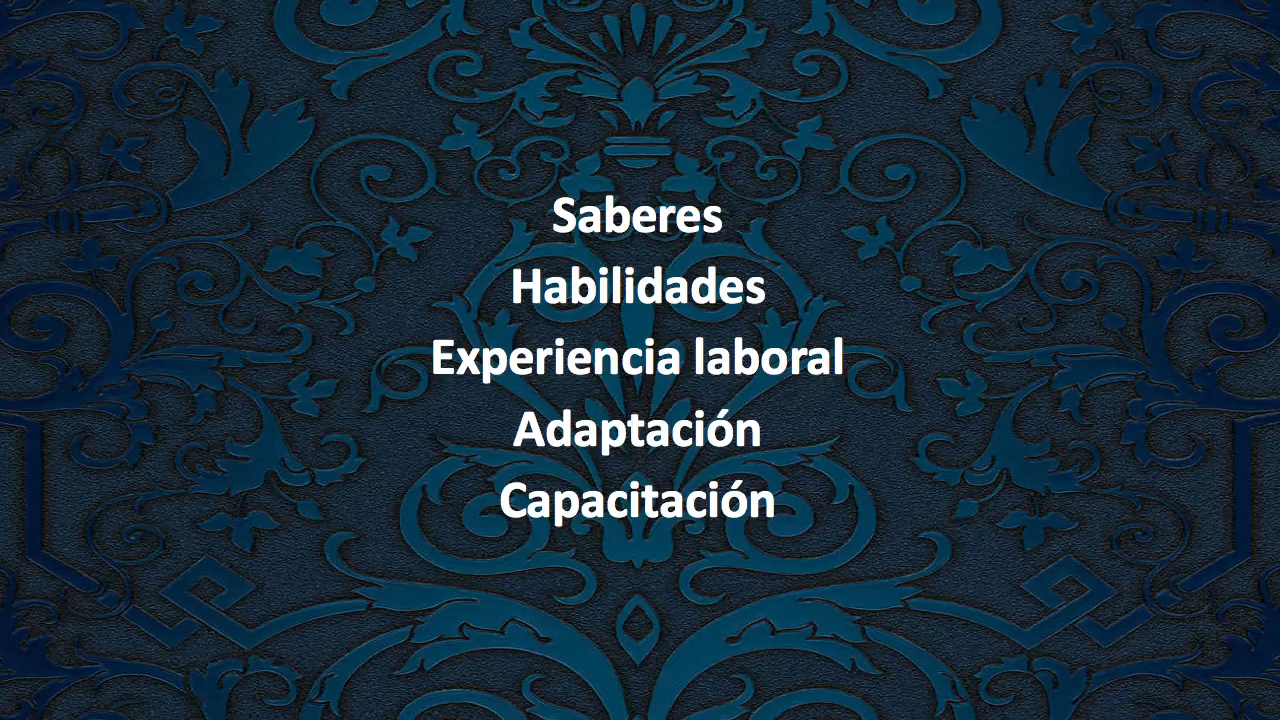 Saberes
Habilidades
Experiencia laboral
Adaptación
Capacitación